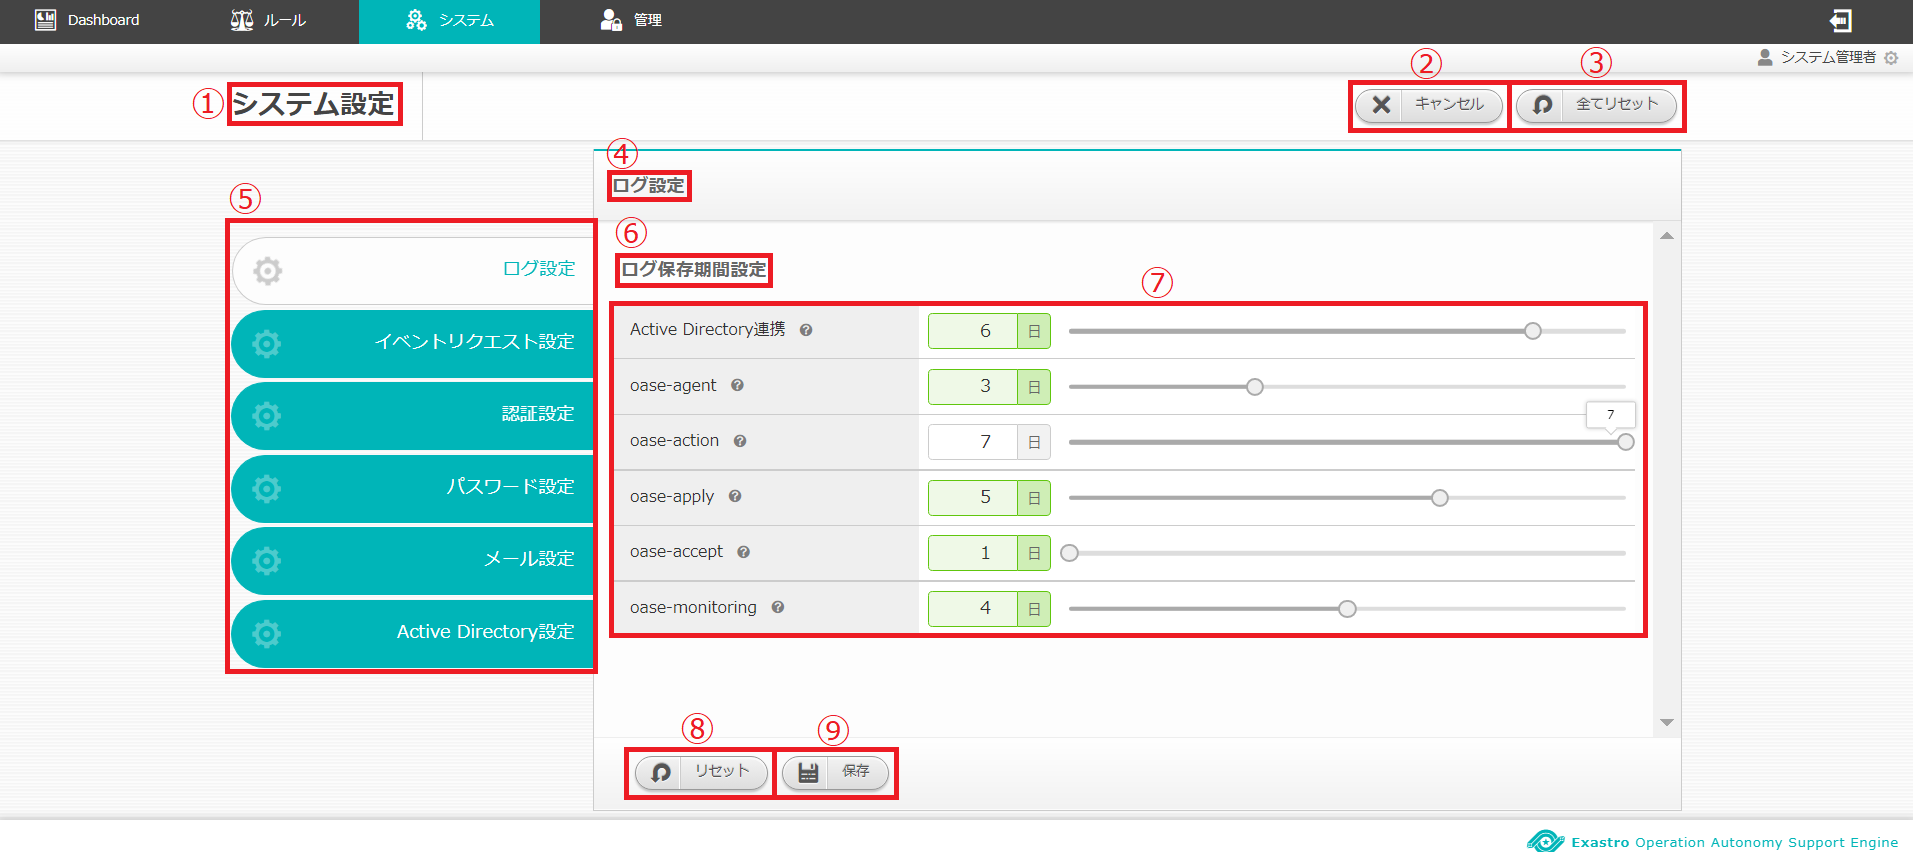 Dashboard
ルール
システム
管理
システム管理者
① システム設定
②
キャンセル
③
全てリセット
④
ログ設定
⑤
ログ設定
イベントリクエスト設定
認証設定
パスワード設定
メール設定
Active Directory設定
⑥
ログ保存期間設定
⑦
Active Directory連携 6 日
oase-agent 3 日
7
oase-action 7 日
oase-apply 5 日
oase-accept 1 日
oase-monitoring 4 日
⑧
リセット
⑨
保存
Exastro Operation Autonomy Support Engine